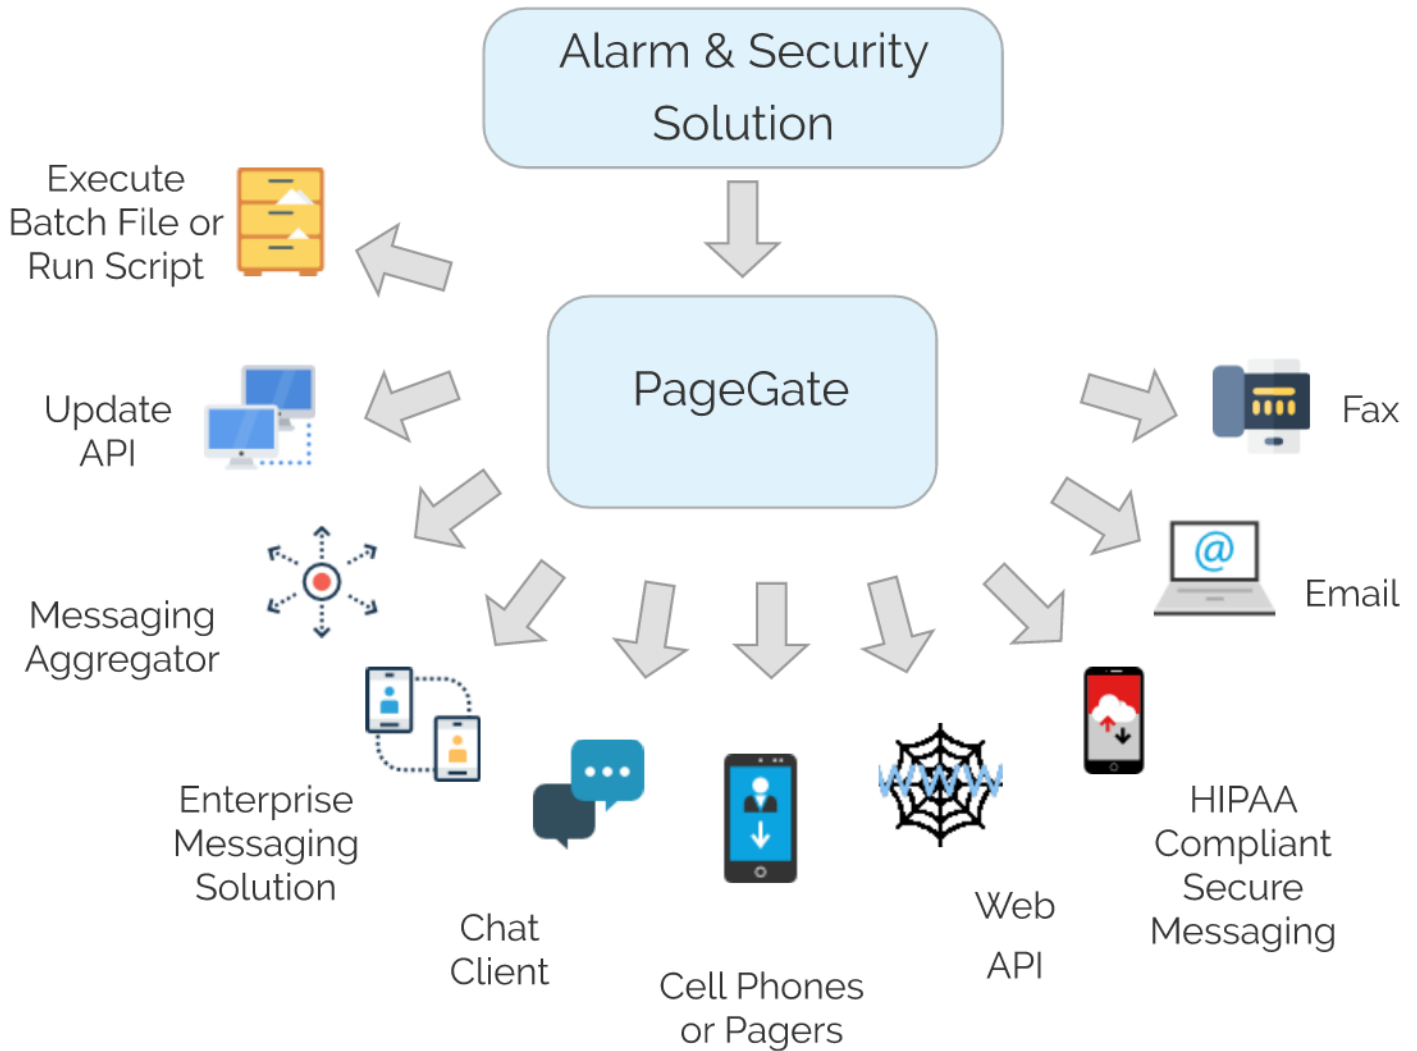 Alarm & Security
Solution
Execute
Batch File or
Run Script
PageGate
Update
API
Fax
Email
Messaging
Aggregator
@
WWW
Enterprise
Messaging
Solution
HIPAA
Compliant
Secure
Messaging
Chat
Client
Web
API
Cell Phones
or Pagers